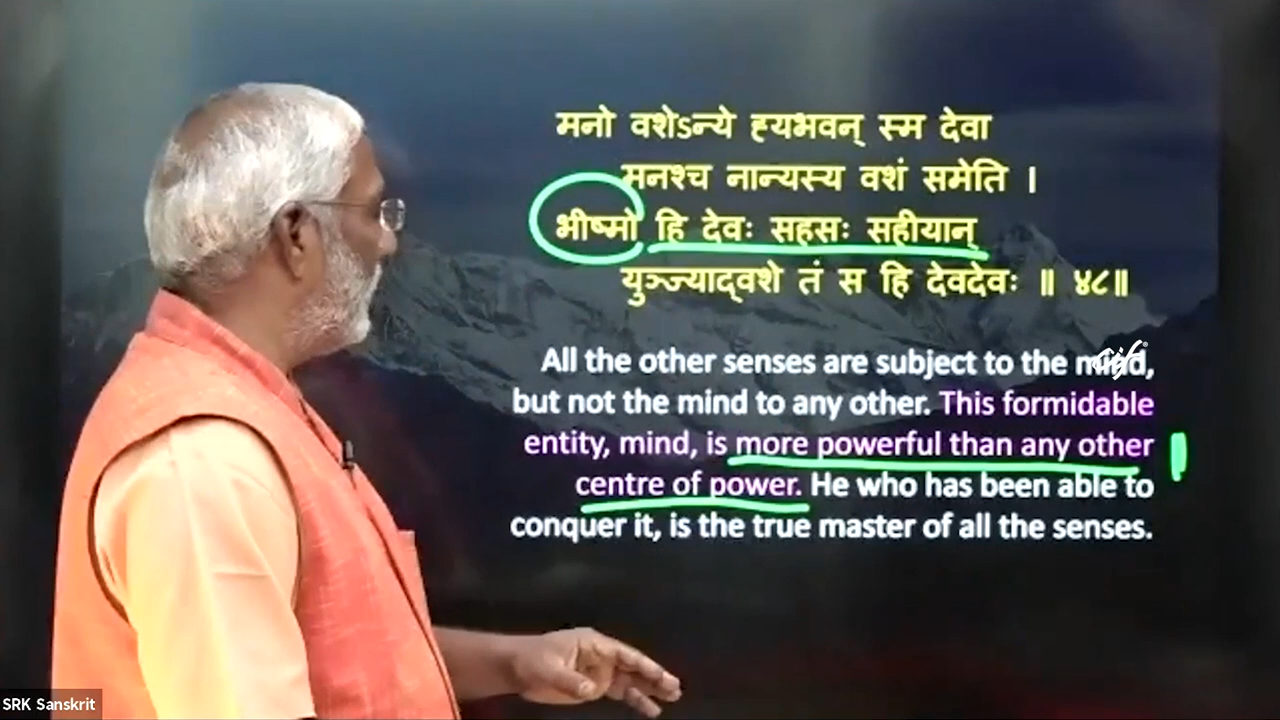 मनो वशेऽन्ये ह्यभवन् स्म देवा
मनश्च नान्यस्य वशं समेति ।
भीष्मो हि देवः सहसः सहीयान्
युञ्ज्याद्वशे तं स हि देवदेवः ॥ ४८॥
All the other senses are subject to the mind,
but not the mind to any other. This formidable
entity, mind, is more powerful than any other
centre of power. He who has been able to
conquer it, is the true master of all the senses.
cif
SRK Sanskrit